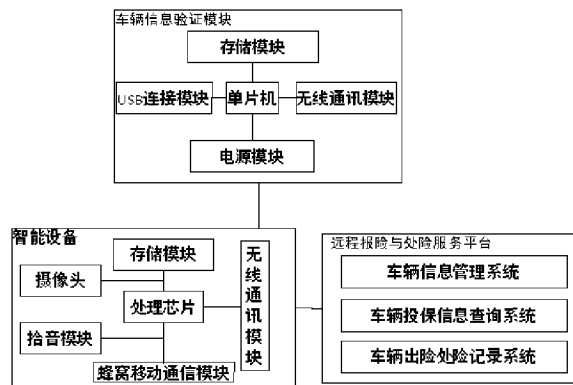 车辆信息验证模块
存储模块
USB连接模块
单片机
无线通讯模块
电源模块
智能设备
存储模块
摄像头
处理芯片
无线通讯模块
拾音模块
蜂窝移动通信模块
远程报险与处险服务平台
车辆信息管理系统
车辆投保信息查询系统
车辆出险处险记录系统